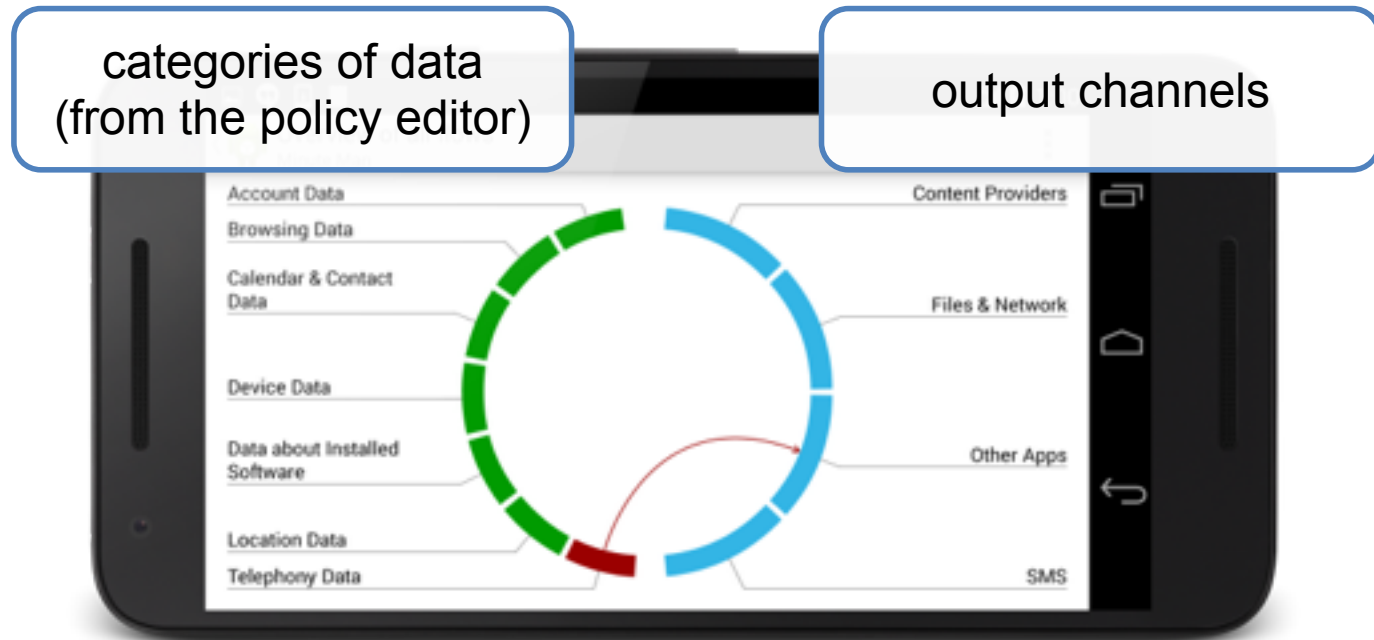 categories of data
(from the policy editor)
output channels
Account Data
Browsing Data
Calendar & Contact
Data
Device Data
Data about Installed
Software
Location Data
Telephony Data
Content Providers
Files & Network
Other Apps
SMS